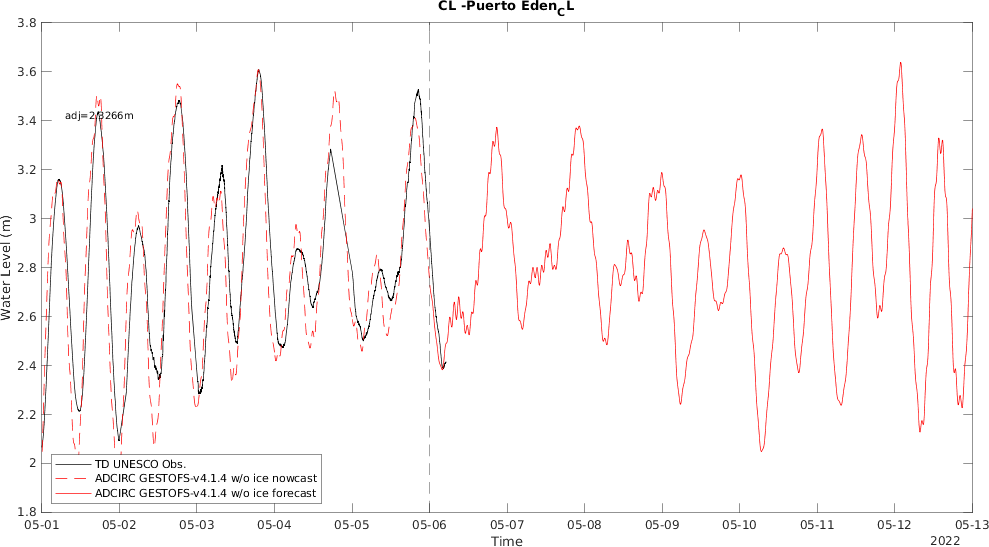 CL -Puerto Eden_CL
3.8
3.6
3.4
3.2
3
2.8
2.6
2.4
2.2
2
1.8
Water Level (m)
adj=2.3266m
TD UNESCO Obs.
ADCIRC GESTOFS-v4.1.4 w/o ice nowcast
ADCIRC GESTOFS-v4.1.4 w/o ice forecast
05-01 05-02 05-03 05-04 05-05 05-06 05-07 05-08 05-09 05-10 05-11 05-12 05-13
Time
2022